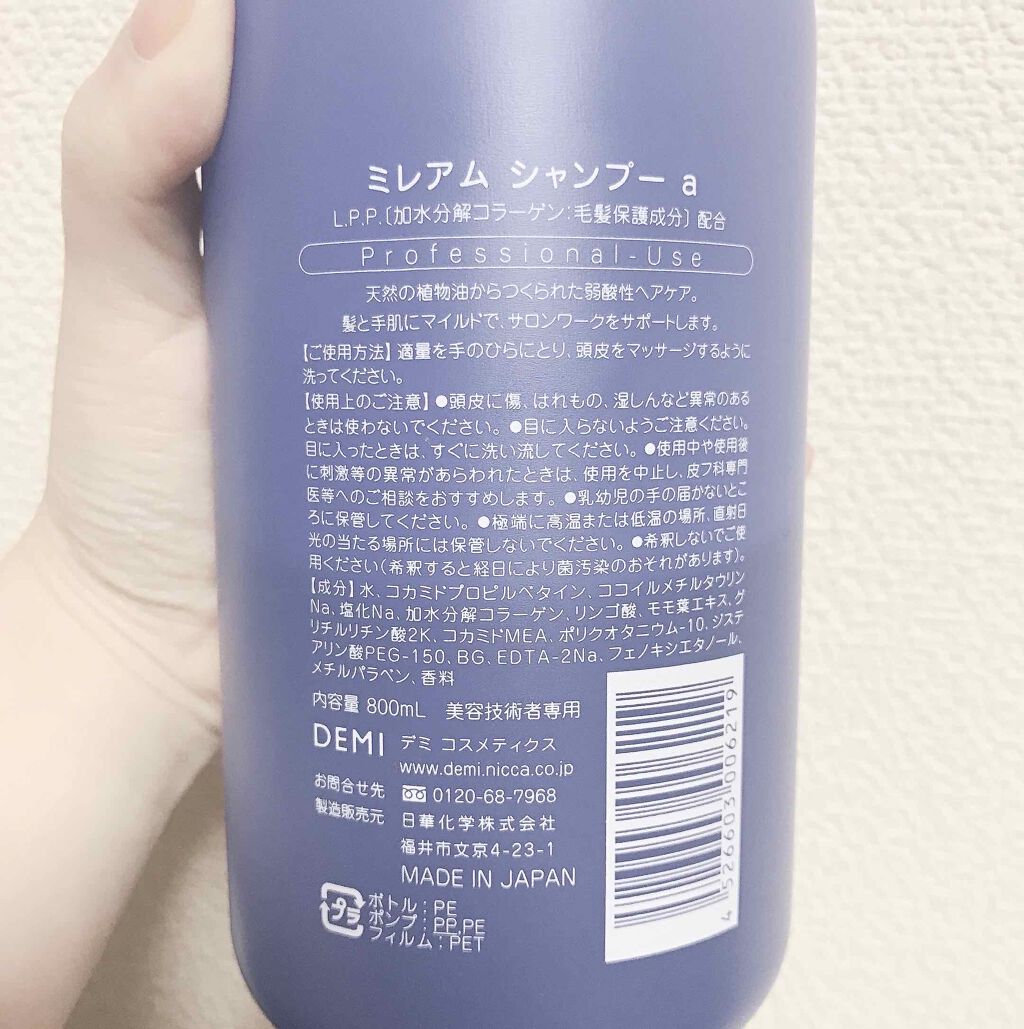 ミレアム シャンプー a
L.P.P.〔加水分解コラーゲン:毛髪保護成分〕配合
Professional-Use
天然の植物油からつくられた弱酸性ヘアケア。
髪と手肌にマイルドで、サロンワークをサポートします。
【ご使用方法】適量を手のひらにとり、頭皮をマッサージするように
洗ってください。
【使用上のご注意】●頭皮に傷、はれもの、湿しんなど異常のある
ときは使わないでください。●目に入らないようご注意ください。
目に入ったときは、すぐに洗い流してください。●使用中や使用後
に刺激等の異常があらわれたときは、使用を中止し、皮フ科専門
医等へのご相談をおすすめします。●乳幼児の手の届かないとこ
ろに保管してください。●極端に高温または低温の場所、直射日
光の当たる場所には保管しないでください。●希釈しないでご使
用ください(希釈すると経日により菌汚染のおそれがあります)。
【成分】水、コカミドプロピルベタイン、ココイルメチルタウリン
Na、塩化Na、加水分解コラーゲン、リンゴ酸、モモ葉エキス、グ
リチルリチン酸2K、コカミドMEA、ポリクオタニウム-10、ジステ
アリン酸PEG-150、BG、EDTA-2Na、フェノキシエタノール、
メチルパラベン、香料
内容量 800mL 美容技術者専用
DEMI デミ コスメティクス
www.demi.nicca.co.jp
お問合せ先 0120-68-7968
製造販売元 日華化学株式会社
福井市文京4-23-1
MADE IN JAPAN
プラ
ボトル:PE
ポンプ:PP,PE
フィルム:PET
4 526603 006219